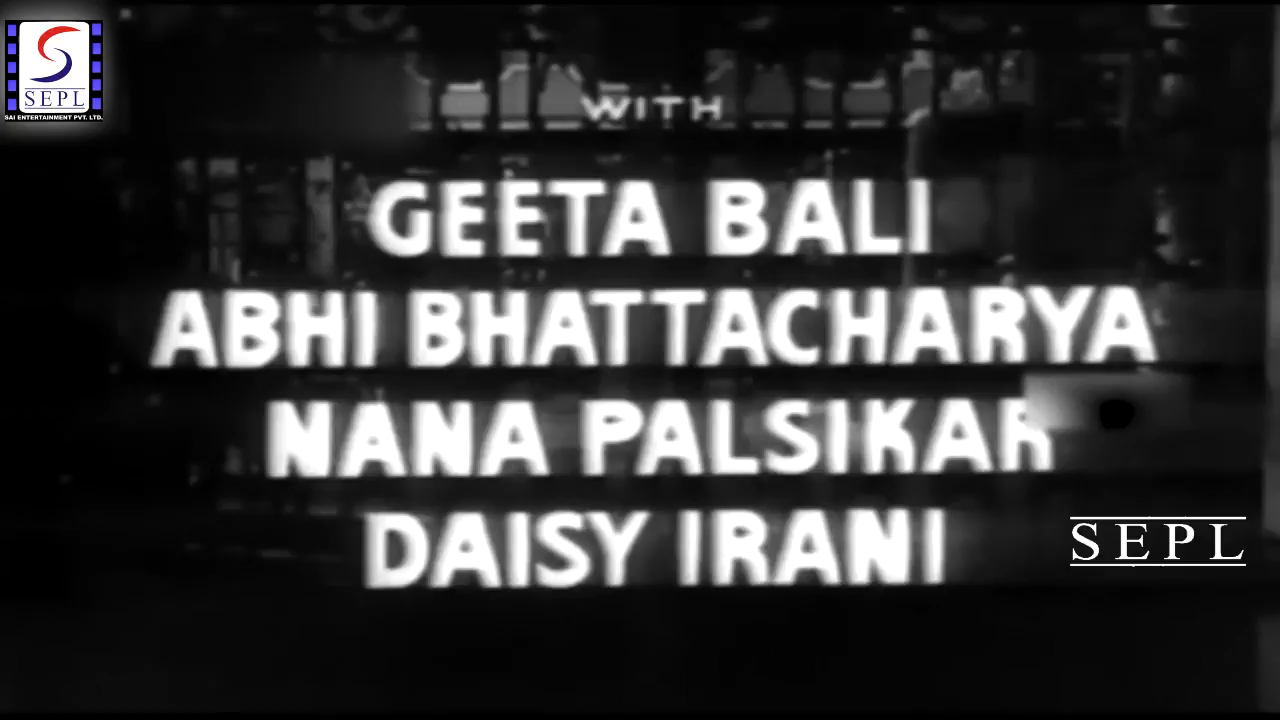 SEPL
SAI ENTERTAINMENT PVT. LTD.
WITH
GEETA BALI
ABHI BHATTACHARYA
NANA PALSIKAR
DAISY IRANI
SEPL